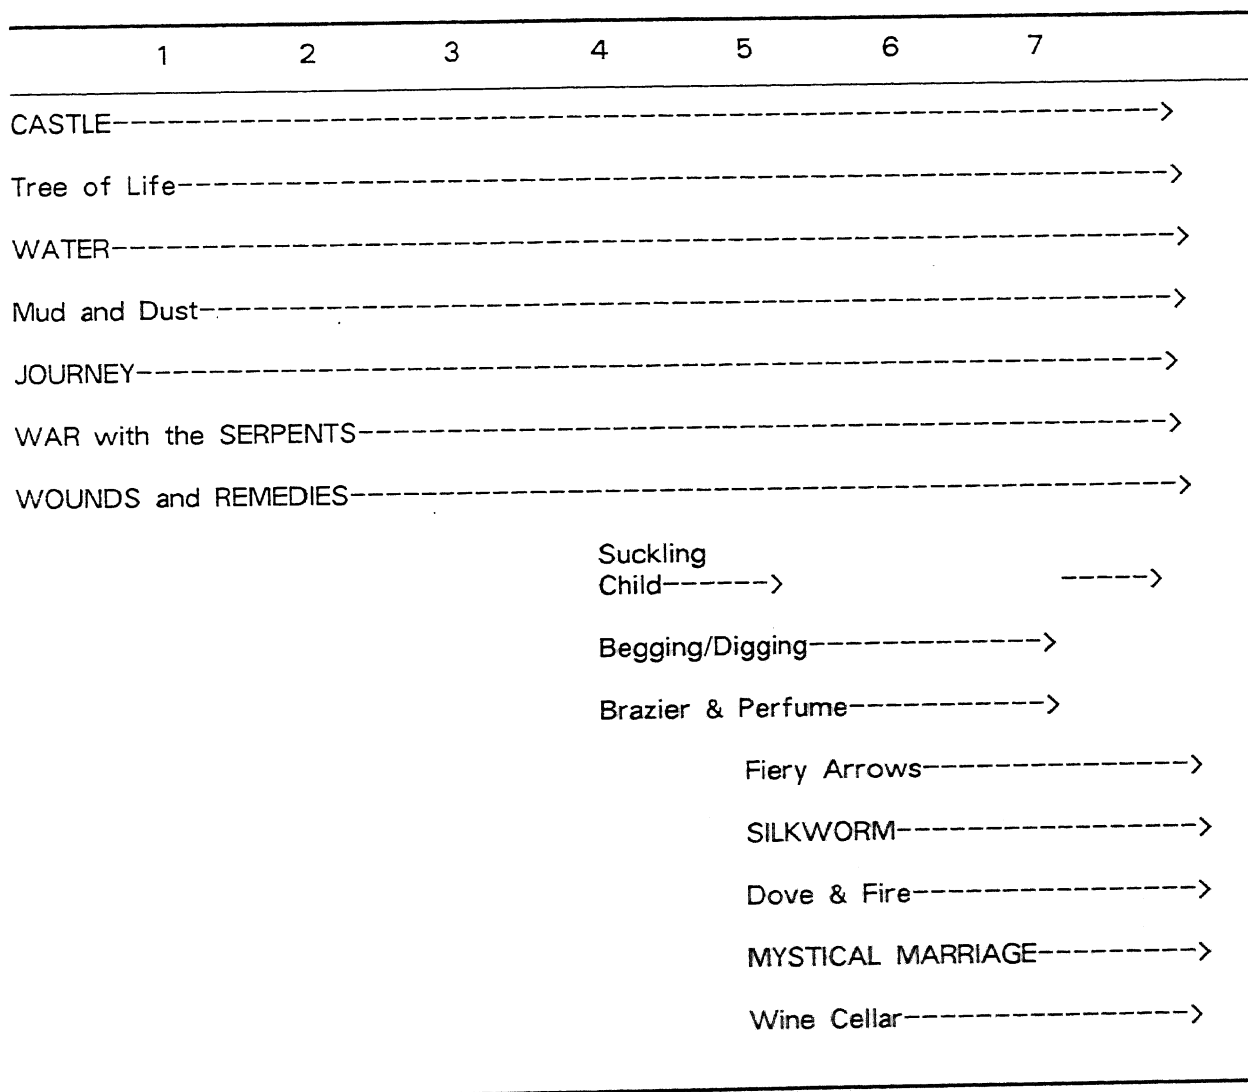 1 2 3 4 5 6 7
CASTLE------------------------------------------------------------------------>
Tree of Life-------------------------------------------------------------------->
WATER------------------------------------------------------------------------->
Mud and Dust------------------------------------------------------------------>
JOURNEY---------------------------------------------------------------------->
WAR with the SERPENTS-------------------------------------------------------->
WOUNDS and REMEDIES--------------------------------------------------------->
Suckling
Child-------> ------>
Begging/Digging-------------->
Brazier & Perfume------------>
Fiery Arrows---------------->
SILKWORM------------------>
Dove & Fire----------------->
MYSTICAL MARRIAGE---------->
Wine Cellar----------------->